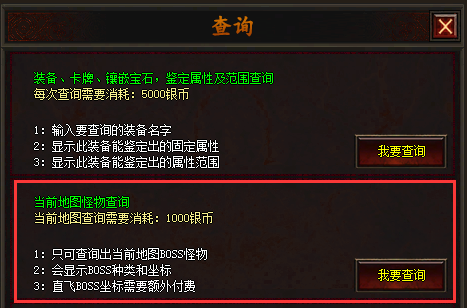 查询
装备、卡牌、镶嵌宝石，鉴定属性及范围查询
每次查询需要消耗：5000银币
1：输入要查询的装备名字
2：显示此装备能鉴定出的固定属性
3：显示此装备能鉴定出的属性范围
我要查询
当前地图怪物查询
当前地图查询需要消耗：1000银币
1：只可查询出当前地图BOSS怪物
2：会显示BOSS种类和坐标
3：直飞BOSS坐标需要额外付费
我要查询